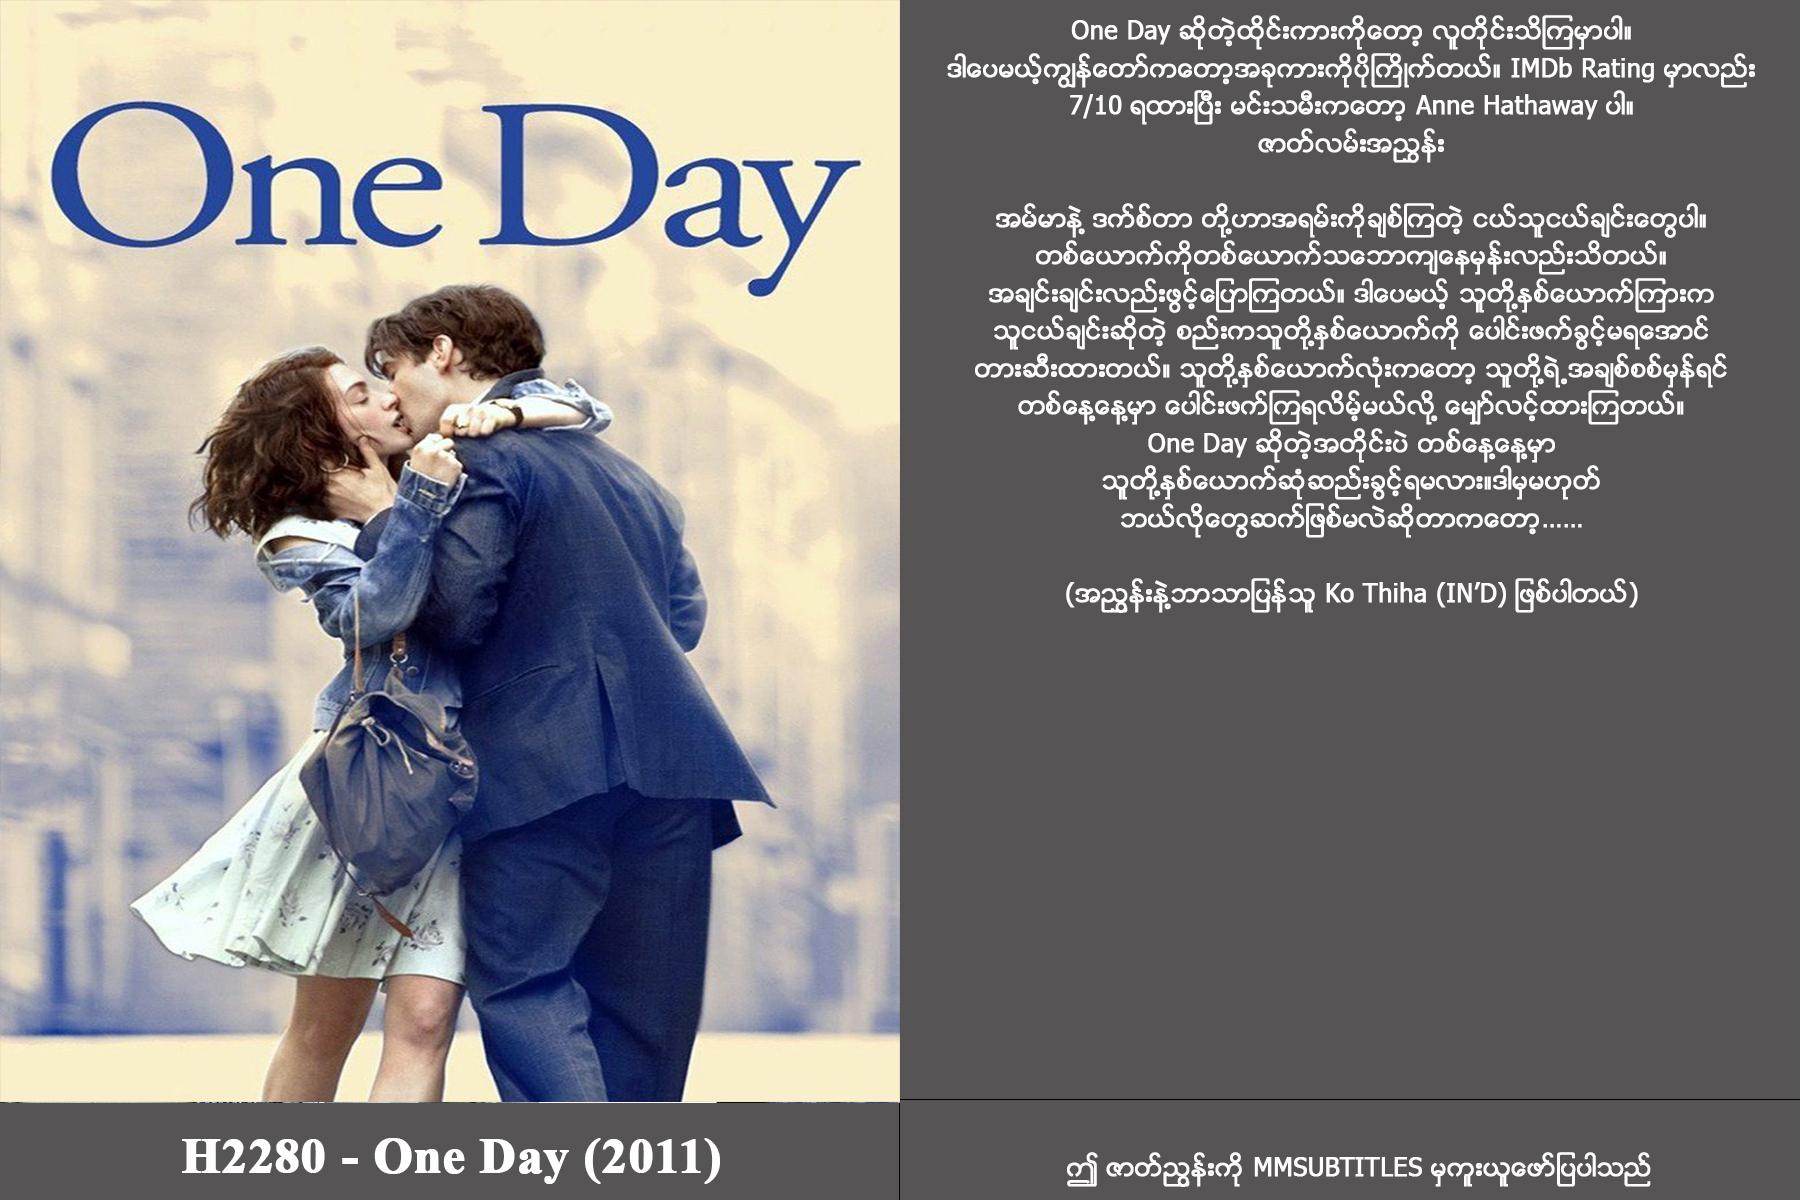 One Day
H2280 - One Day (2011)
One Day ဆိုတဲ့ထိုင်းကားကိုတော့ လူတိုင်းသိကြမှာပါ။
ဒါပေမယ့်ကျွန်တော်ကတော့အခုကားကိုပိုကြိုက်တယ်။ IMDb Rating မှာလည်း
7/10 ရထားပြီး မင်းသမီးကတော့ Anne Hathaway ပါ။
ဇာတ်လမ်းအညွှန်း
အမ်မာနဲ့ ဒက်စ်တာ တို့ဟာအရမ်းကိုချစ်ကြတဲ့ ငယ်သူငယ်ချင်းတွေပါ။
တစ်ယောက်ကိုတစ်ယောက်သဘောကျနေမှန်းလည်းသိတယ်။
အချင်းချင်းလည်းဖွင့်ပြောကြတယ်။ ဒါပေမယ့် သူတို့နှစ်ယောက်ကြားက
သူငယ်ချင်းဆိုတဲ့ စည်းကသူတို့နှစ်ယောက်ကို ပေါင်းဖက်ခွင့်မရအောင်
တားဆီးထားတယ်။ သူတို့နှစ်ယောက်လုံးကတော့ သူတို့ရဲ့အချစ်စစ်မှန်ရင်
တစ်နေ့နေ့မှာ ပေါင်းဖက်ကြရလိမ့်မယ်လို့ မျှော်လင့်ထားကြတယ်။
One Day ဆိုတဲ့အတိုင်းပဲ တစ်နေ့နေ့မှာ
သူတို့နှစ်ယောက်ဆုံဆည်းခွင့်ရမလား။ဒါမှမဟုတ်
ဘယ်လိုတွေဆက်ဖြစ်မလဲဆိုတာကတော့......
(အညွှန်းနဲ့ဘာသာပြန်သူ Ko Thiha (IN’D) ဖြစ်ပါတယ်)
ဤ ဇာတ်ညွှန်းကို MMSUBTITLES မှကူးယူဖော်ပြပါသည်